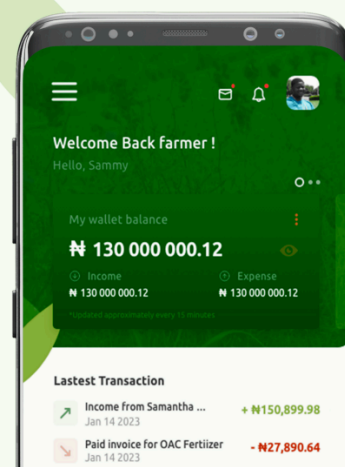 Welcome Back farmer !
Hello, Sammy
My wallet balance
₦ 130 000 000.12
Income
Expense
₦ 130 000 000.12
₦ 130 000 000.12
*Updated approximately every 15 minutes
Lastest Transaction
Income from Samantha ...
+ ₦150,899.98
Jan 14 2023
Paid invoice for OAC Fertiizer
- ₦27,890.64
Jan 14 2023